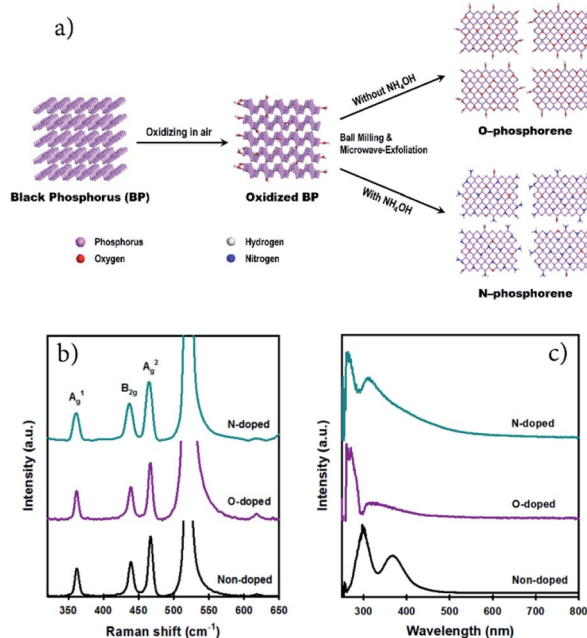 a)
Black Phosphorus (BP)
Oxidizing in air
Oxidized BP
Without NH4OH
Ball Milling &
Microwave-Exfoliation
With NH4OH
O–phosphorene
N–phosphorene
Phosphorus
Hydrogen
Oxygen
Nitrogen
b)
Ag1
B2g
Ag2
N-doped
O-doped
Non-doped
Intensity (a.u.)
350 400 450 500 550 600 650
Raman shift (cm-1)
c)
N-doped
O-doped
Non-doped
Intensity (a.u.)
300 400 500 600 700 800
Wavelength (nm)